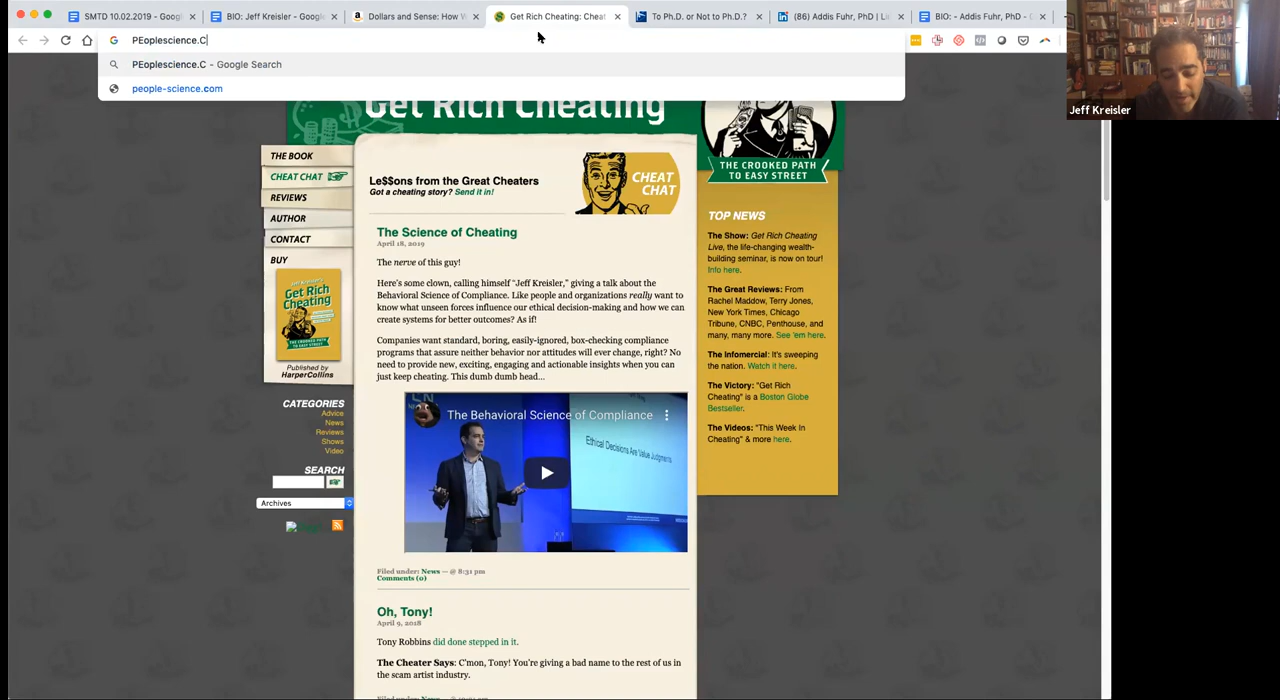 SMTD 10.02.2019 - Googl
BIO: Jeff Kreisler - Google
Dollars and Sense: How W
Get Rich Cheating: Cheat
To Ph.D. or Not to Ph.D.?
(86) Addis Fuhr, PhD | Li
BIO: - Addis Fuhr, PhD - G
PEoplescience.C
PEoplescience.C - Google Search
people-science.com
Jeff Kreisler
Get Rich Cheating
THE CROOKED PATH
TO EASY STREET
THE BOOK
CHEAT CHAT
REVIEWS
AUTHOR
CONTACT
BUY
Jeff Kreisler's
Get Rich
Cheating
Published by
HarperCollins
CATEGORIES
Advice
News
Reviews
Shows
Video
SEARCH
Archives
Le$$ons from the Great Cheaters
Got a cheating story? Send it in!
CHEAT
CHAT
The Science of Cheating
April 18, 2019
The nerve of this guy!
Here's some clown, calling himself "Jeff Kreisler," giving a talk about the
Behavioral Science of Compliance. Like people and organizations really want to
know what unseen forces influence our ethical decision-making and how we can
create systems for better outcomes? As if!
Companies want standard, boring, easily-ignored, box-checking compliance
programs that assure neither behavior nor attitudes will ever change, right? No
need to provide new, exciting, engaging and actionable insights when you can
just keep cheating. This dumb dumb head...
The Behavioral Science of Compliance
Ethical Decisions Are Value Judgments
Filed under: News — @ 8:31 pm
Comments (0)
Oh, Tony!
April 9, 2018
Tony Robbins did done stepped in it.
The Cheater Says: C'mon, Tony! You're giving a bad name to the rest of us in
the scam artist industry.
TOP NEWS
The Show: Get Rich Cheating
Live, the life-changing wealth-
building seminar, is now on tour!
Info here.
The Great Reviews: From
Rachel Maddow, Terry Jones,
New York Times, Chicago
Tribune, CNBC, Penthouse, and
many, many more. See 'em here.
The Infomercial: It's sweeping
the nation. Watch it here.
The Victory: "Get Rich
Cheating" is a Boston Globe
Bestseller.
The Videos: "This Week In
Cheating" & more here.